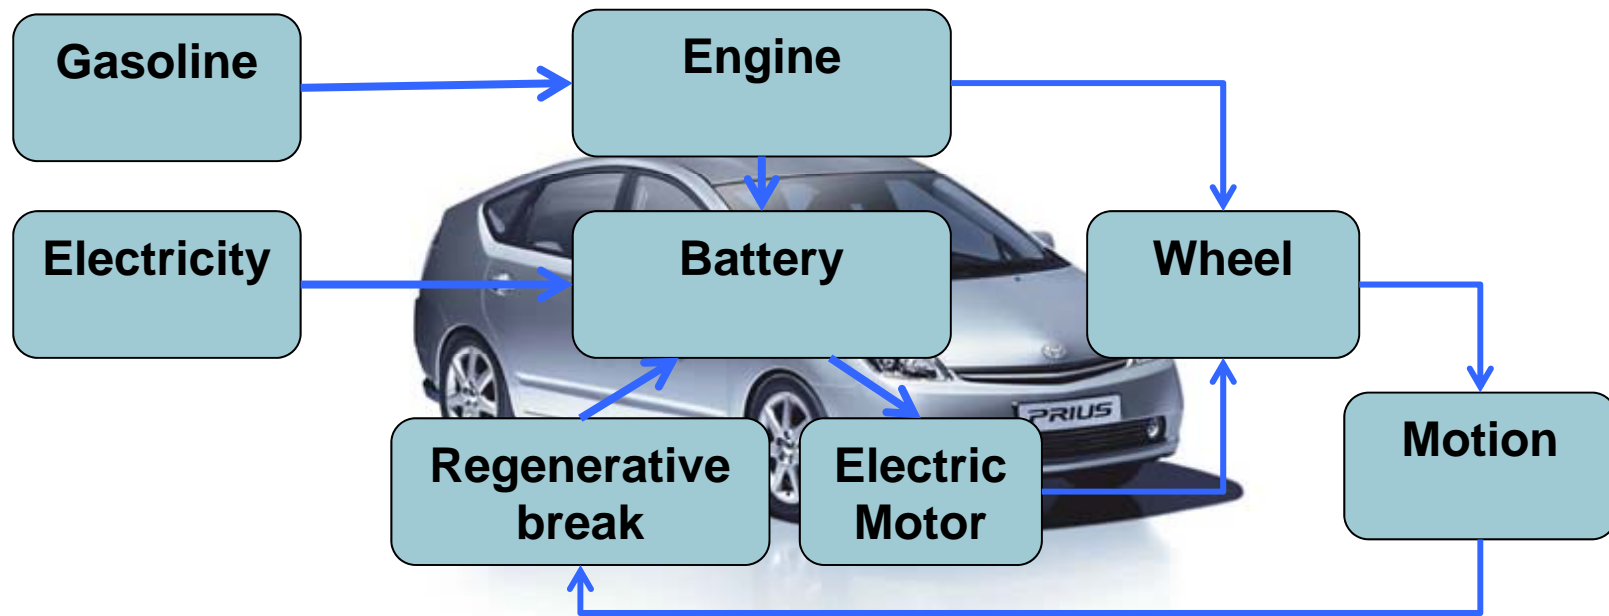 Gasoline
Engine
Electricity
Battery
Wheel
Regenerative
break
Electric
Motor
Motion
PRIUS